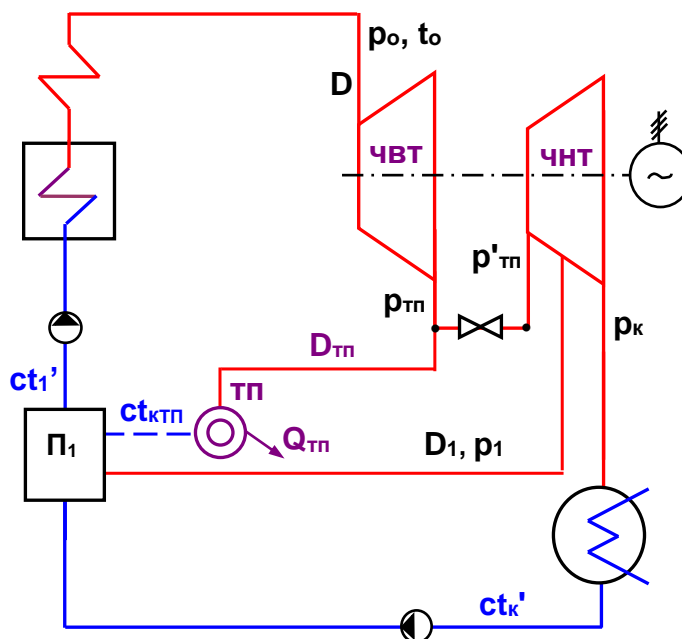 pо, tо
D
ЧВТ
ЧНТ
~
p'тп
pтп
pк
Dтп
ct₁’
тп
ctкТП
Qтп
П₁
D₁, p₁
ctк'